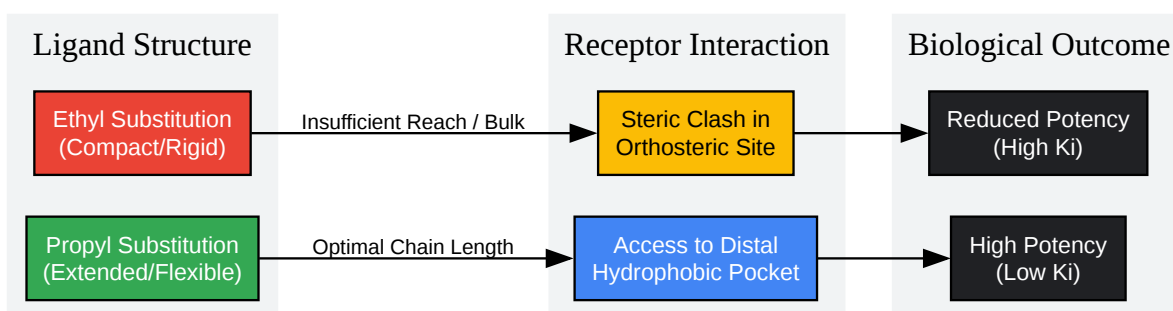 Ligand Structure
Receptor Interaction
Biological Outcome
Ethyl Substitution
(Compact/Rigid)
Insufficient Reach / Bulk
Steric Clash in
Orthosteric Site
Reduced Potency
(High Ki)
Propyl Substitution
(Extended/Flexible)
Optimal Chain Length
Access to Distal
Hydrophobic Pocket
High Potency
(Low Ki)